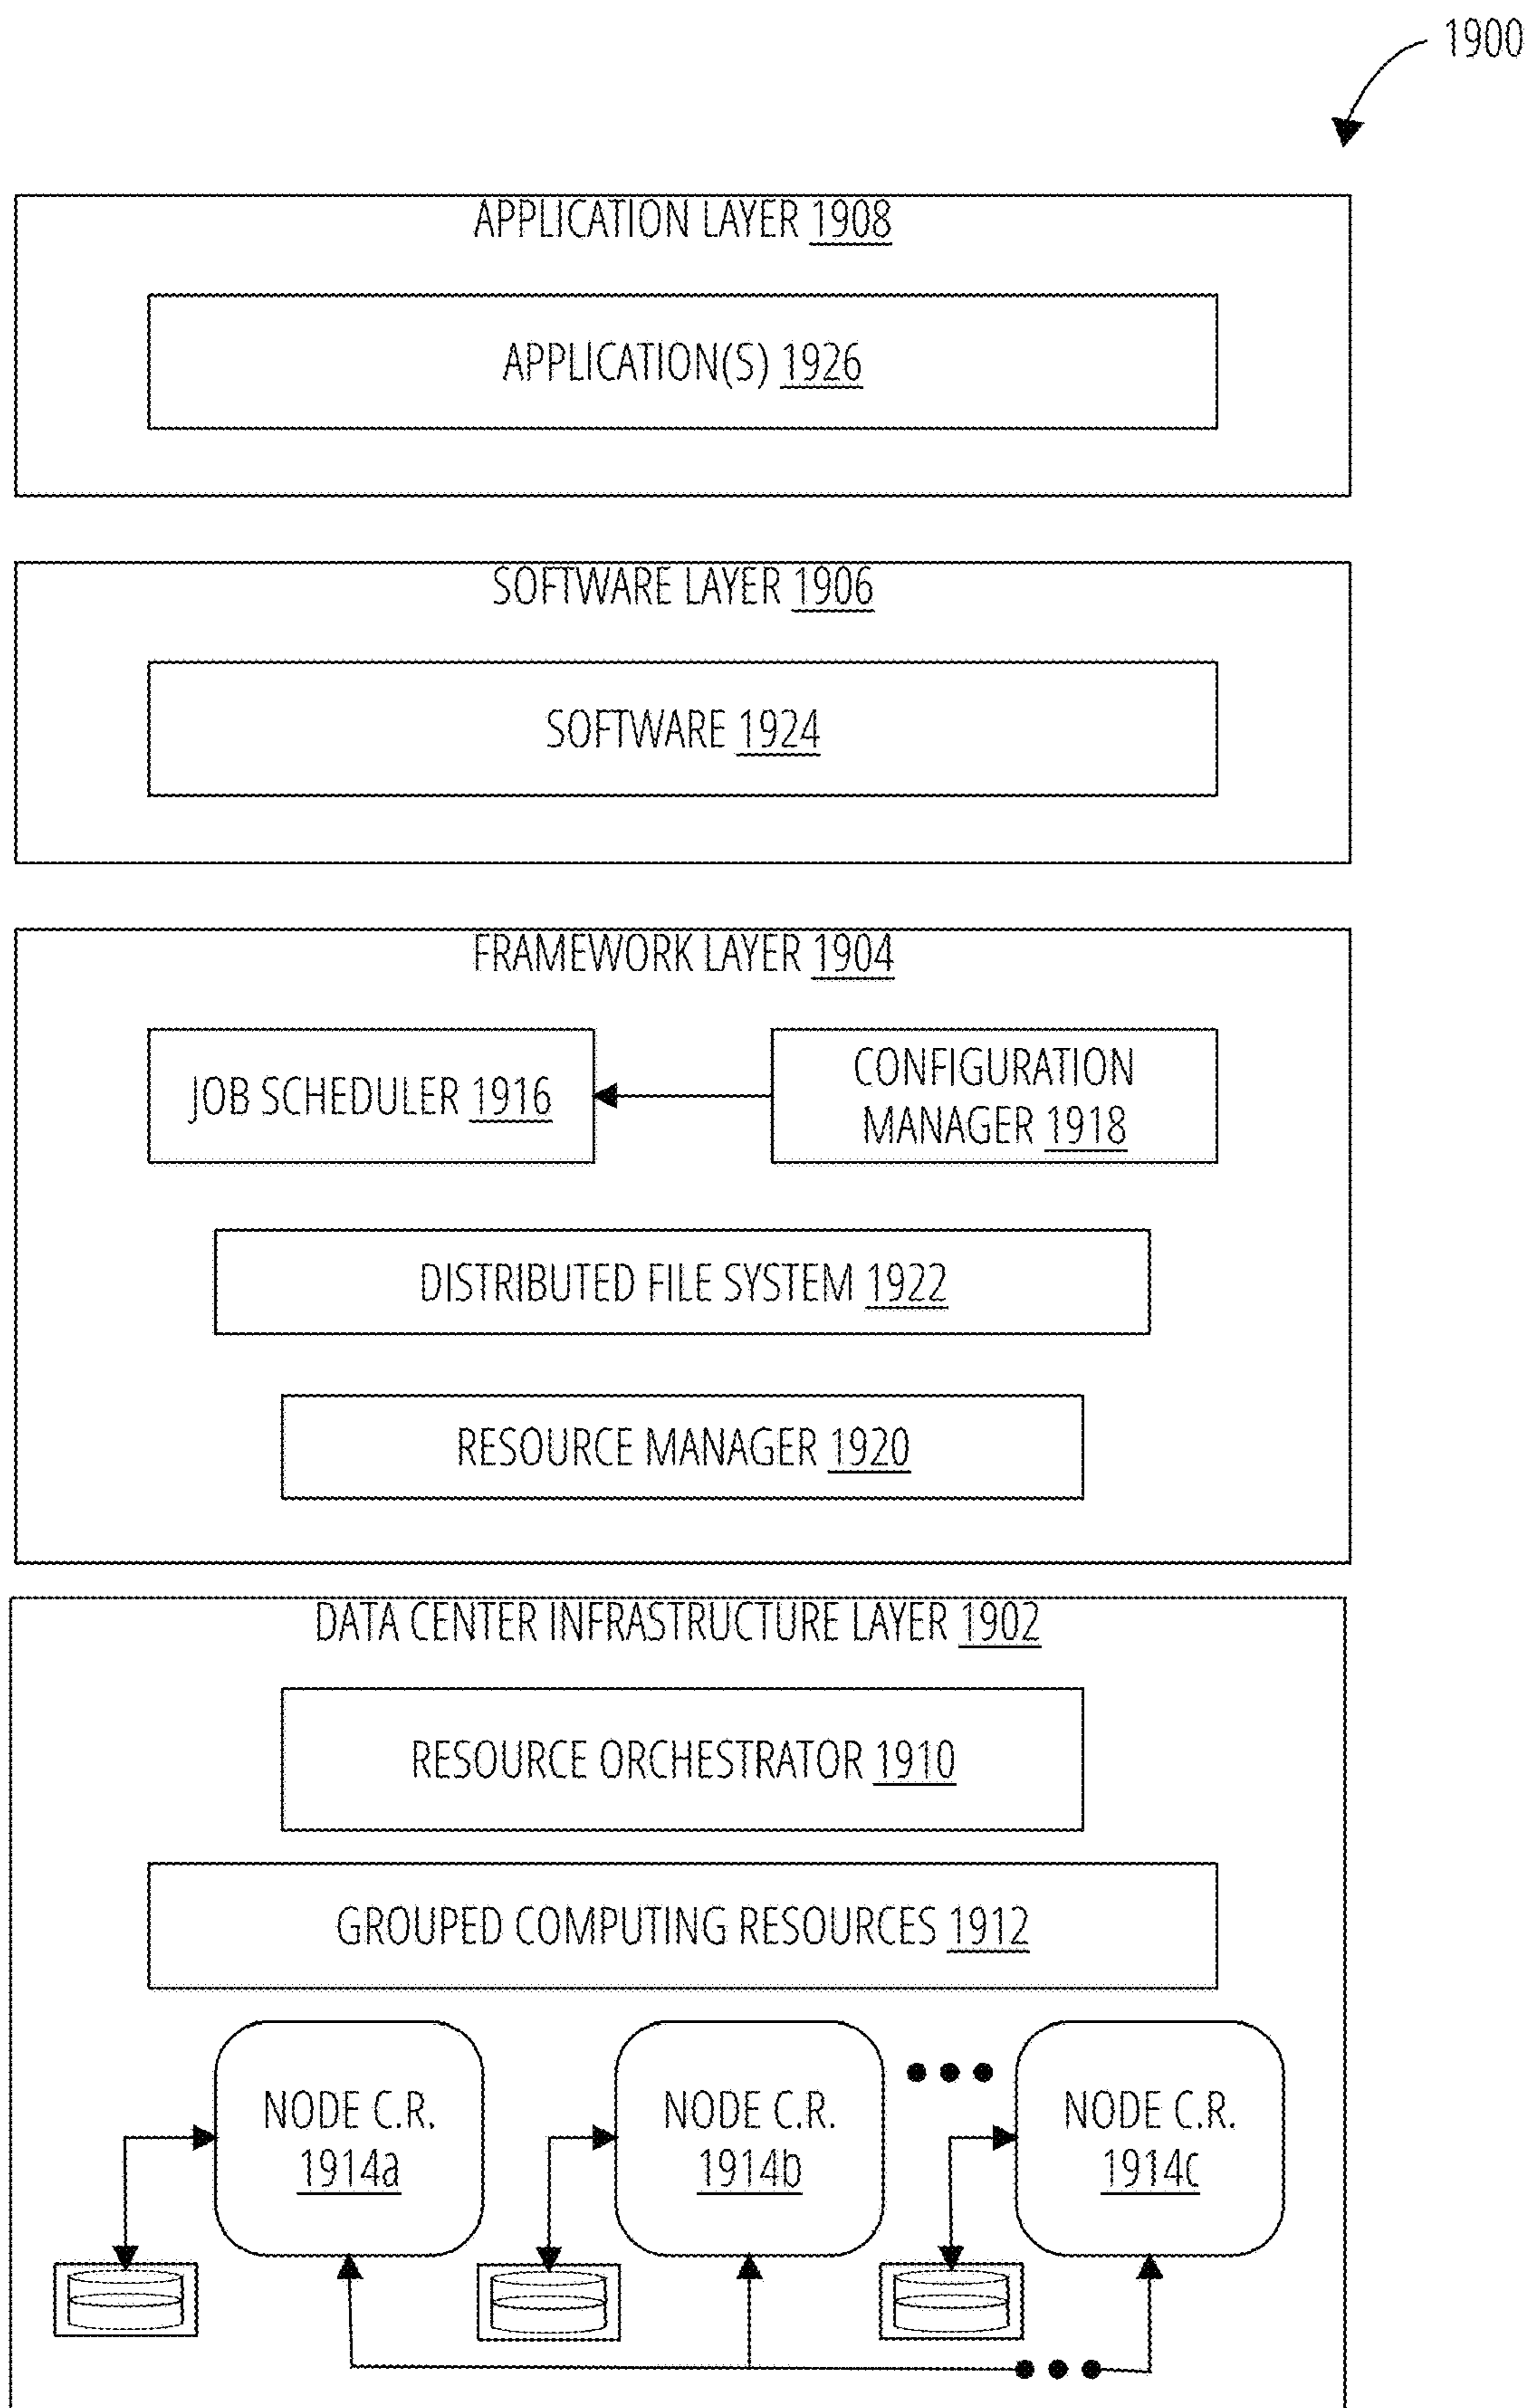 1900
APPLICATION LAYER 1908
APPLICATION(S) 1926
SOFTWARE LAYER 1906
SOFTWARE 1924
FRAMEWORK LAYER 1904
JOB SCHEDULER 1916
CONFIGURATION
MANAGER 1918
DISTRIBUTED FILE SYSTEM 1922
RESOURCE MANAGER 1920
DATA CENTER INFRASTRUCTURE LAYER 1902
RESOURCE ORCHESTRATOR 1910
GROUPED COMPUTING RESOURCES 1912
NODE C.R.
1914a
NODE C.R.
1914b
NODE C.R.
1914c